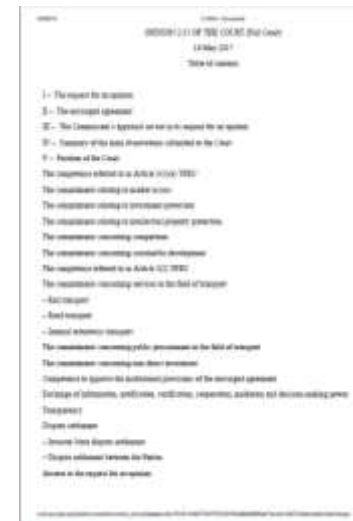 OPINION 2/15 OF THE COURT (Full Court)
16 May 2017
Table of contents
I – The request for an opinion
II – The envisaged agreement
III – The Commission's approach set out in its request for an opinion
IV – Summary of the main observations submitted to the Court
V – Position of the Court
The competence referred to in Article 3(1)(e) TFEU
The commitments relating to market access
The commitments relating to investment protection
The commitments relating to intellectual property protection
The commitments concerning competition
The commitments concerning sustainable development
The competence referred to in Article 3(2) TFEU
The commitments concerning services in the field of transport
– Rail transport
– Road transport
– Internal waterways transport
The commitments concerning public procurement in the field of transport
The commitments concerning non-direct investment
Competence to approve the institutional provisions of the envisaged agreement
Exchange of information, notification, verification, cooperation, mediation and decision-making power
Transparency
Dispute settlement
– Investor-State dispute settlement
– Dispute settlement between the Parties
Answer to the request for an opinion